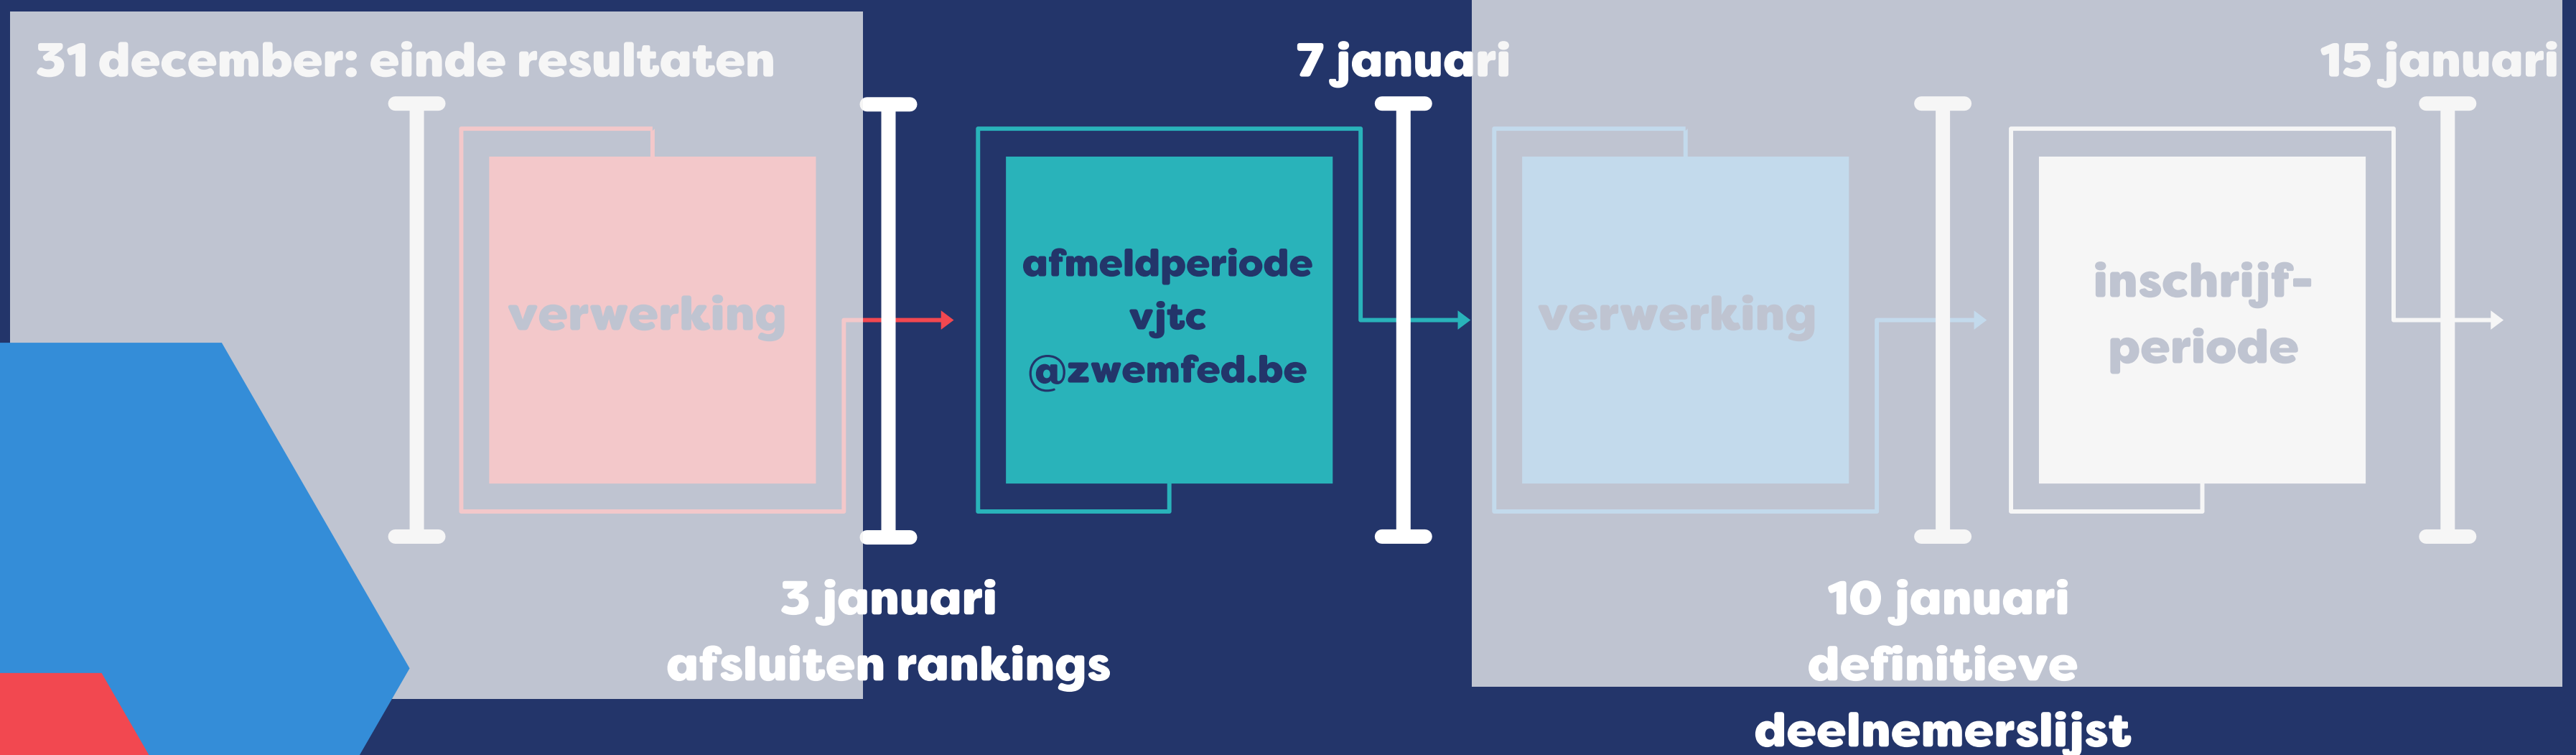 31 december: einde resultaten
7 januari
15 januari
verwerking
afmeldperiode
vjtc
@zwemfed.be
verwerking
inschrijf-
periode
3 januari
afsluiten rankings
10 januari
definitieve
deelnemerslijst